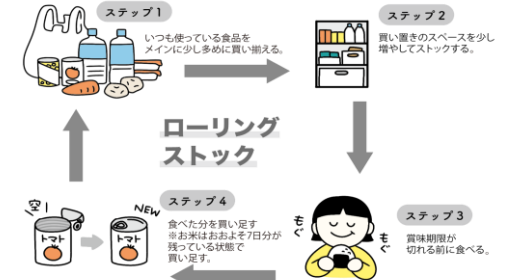 ステップ 1
いつも使っている食品を
メインに少し多めに買い揃える。
ステップ 2
買い置きのスペースを少し
増やしてストックする。
ローリング
ストック
ステップ 3
賞味期限が
切れる前に食べる。
もぐ
もぐ
ステップ 4
食べた分を買い足す
※お米はおおよそ7日分が
残っている状態で
買い足す。
空!
NEW
トマト
トマト